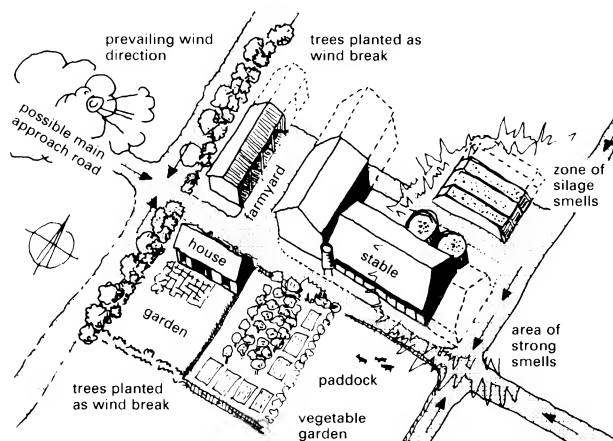 prevailing wind
direction
trees planted as
wind break
possible main
approach road
farmyard
zone of
silage
smells
house
stable
garden
area of
strong
smells
paddock
trees planted
as wind break
vegetable
garden